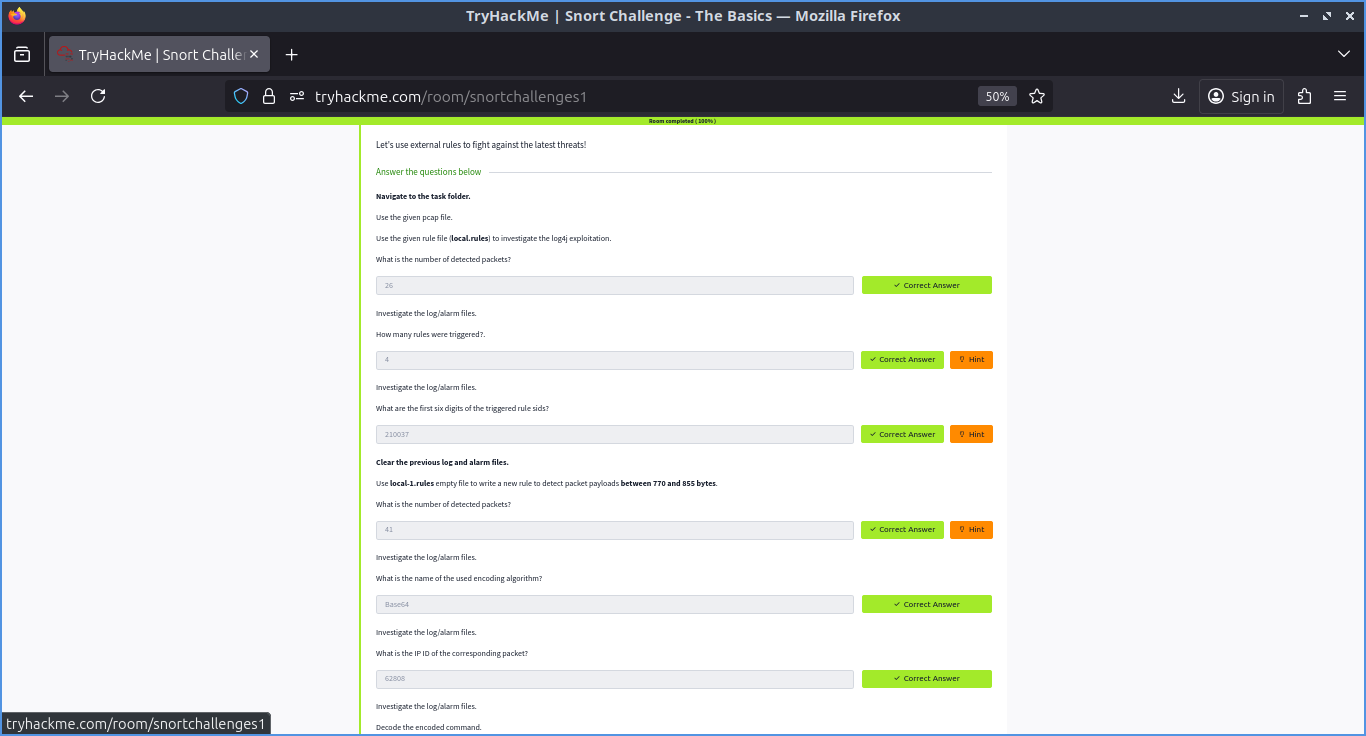 TryHackMe | Snort Challenge - The Basics — Mozilla Firefox
TryHackMe | Snort Challe
tryhackme.com/room/snortchallenges1
50%
Sign in
Room completed ( 100% )
Let's use external rules to fight against the latest threats!
Answer the questions below
Navigate to the task folder.
Use the given pcap file.
Use the given rule file (local.rules) to investigate the log4j exploitation.
What is the number of detected packets?
26
Correct Answer
Investigate the log/alarm files.
How many rules were triggered?.
4
Correct Answer
Hint
Investigate the log/alarm files.
What are the first six digits of the triggered rule sids?
210037
Correct Answer
Hint
Clear the previous log and alarm files.
Use local-1.rules empty file to write a new rule to detect packet payloads between 770 and 855 bytes.
What is the number of detected packets?
41
Correct Answer
Hint
Investigate the log/alarm files.
What is the name of the used encoding algorithm?
Base64
Correct Answer
Investigate the log/alarm files.
What is the IP ID of the corresponding packet?
62808
Correct Answer
Investigate the log/alarm files.
Decode the encoded command.
tryhackme.com/room/snortchallenges1